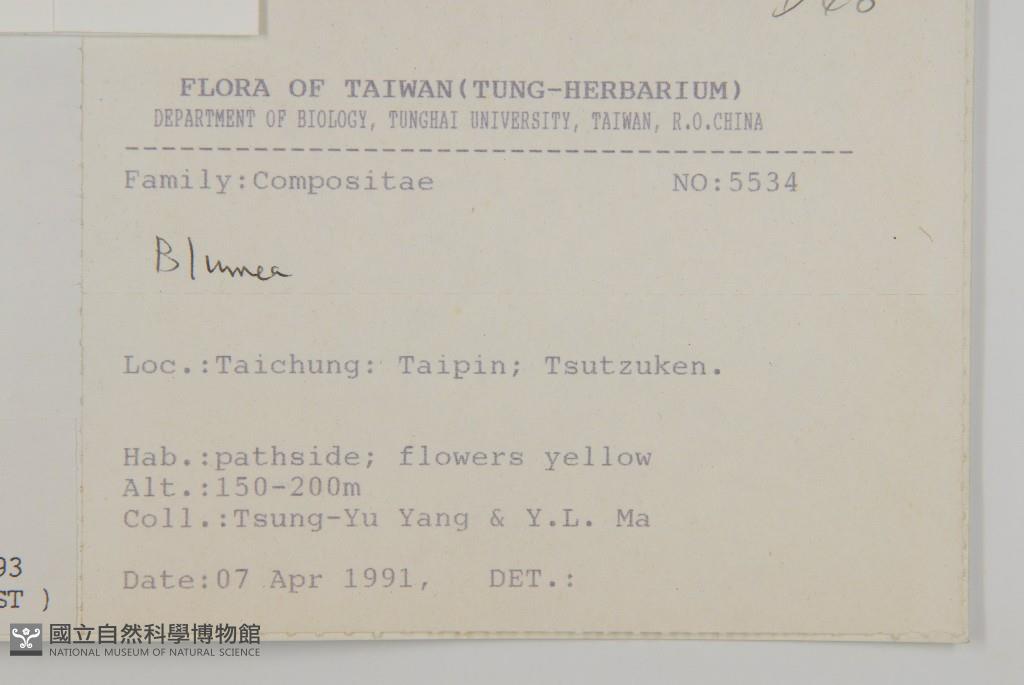 FLORA OF TAIWAN(TUNG-HERBARIUM)
DEPARTMENT OF BIOLOGY, TUNGHAI UNIVERSITY, TAIWAN, R.O.CHINA
Family:Compositae NO:5534
Blumea
Loc.:Taichung: Taipin; Tsutzuken.
Hab.:pathside; flowers yellow
Alt.:150-200m
Coll.:Tsung-Yu Yang & Y.L. Ma
Date:07 Apr 1991, DET.:
93
ST )
國立自然科學博物館
NATIONAL MUSEUM OF NATURAL SCIENCE